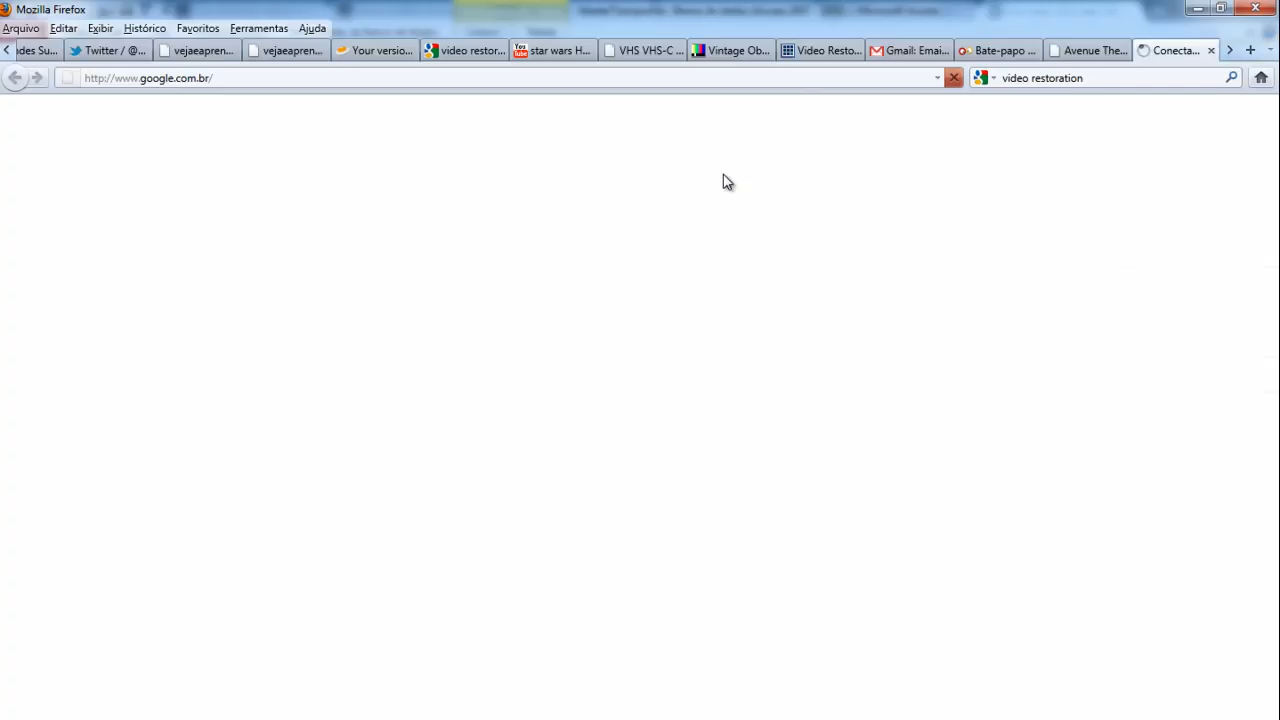 Mozilla Firefox
Arquivo Editar Exibir Histórico Favoritos Ferramentas Ajuda
des Su... Twitter / @... vejaeapren... vejaeapren... Your versio... video restor... You Tube star wars H... VHS VHS-C ... Vintage Ob... Video Resto... Gmail: Emai... Bate-papo ... Avenue The... Conecta...
http://www.google.com.br/ video restoration